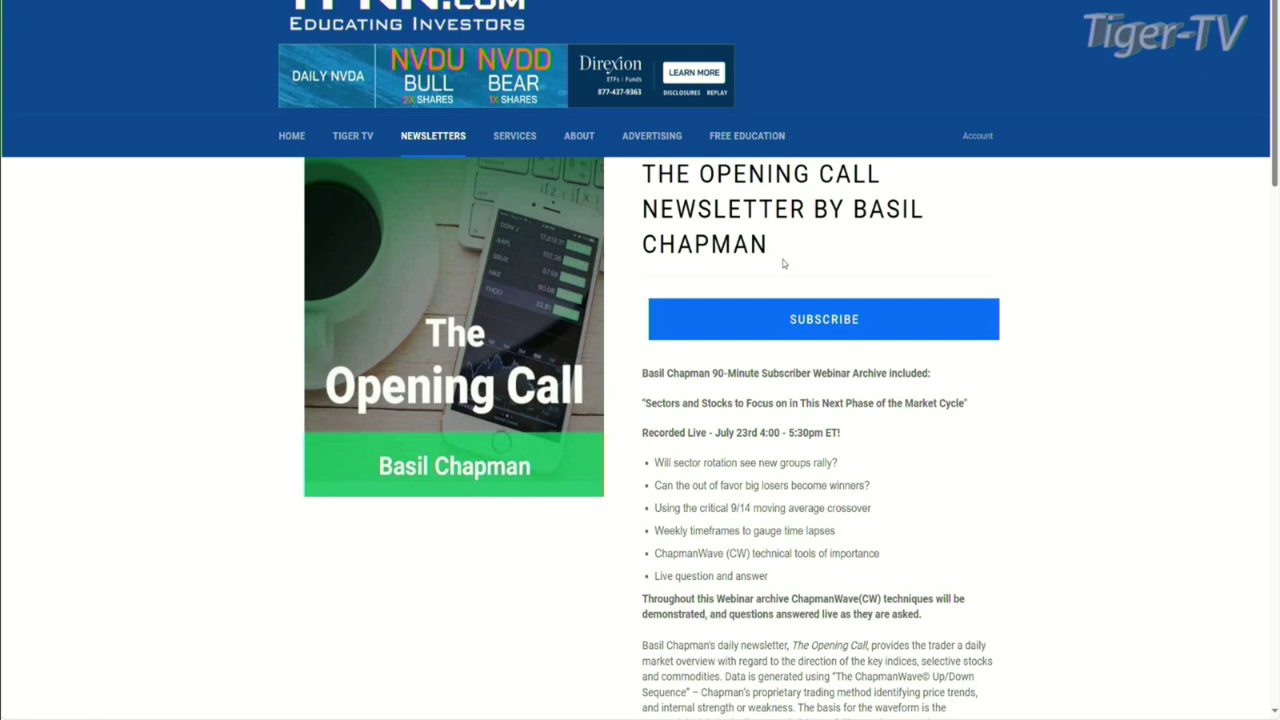 EDUCATING INVESTORS
Tiger-TV
DAILY NVDA
NVDU NVDD
BULL BEAR
2X SHARES 1X SHARES
Direxion
ETFs | Funds
877-437-9363
LEARN MORE
DISCLOSURES REPLAY
HOME TIGER TV NEWSLETTERS SERVICES ABOUT ADVERTISING FREE EDUCATION Account
The
Opening Call
Basil Chapman
THE OPENING CALL
NEWSLETTER BY BASIL
CHAPMAN
SUBSCRIBE
Basil Chapman 90-Minute Subscriber Webinar Archive included:
"Sectors and Stocks to Focus on in This Next Phase of the Market Cycle"
Recorded Live - July 23rd 4:00 - 5:30pm ET!
• Will sector rotation see new groups rally?
• Can the out of favor big losers become winners?
• Using the critical 9/14 moving average crossover
• Weekly timeframes to gauge time lapses
• ChapmanWave (CW) technical tools of importance
• Live question and answer
Throughout this Webinar archive ChapmanWave(CW) techniques will be
demonstrated, and questions answered live as they are asked.
Basil Chapman's daily newsletter, The Opening Call, provides the trader a daily
market overview with regard to the direction of the key indices, selective stocks
and commodities. Data is generated using "The ChapmanWave© Up/Down
Sequence" – Chapman's proprietary trading method identifying price trends,
and internal strength or weakness. The basis for the waveform is the